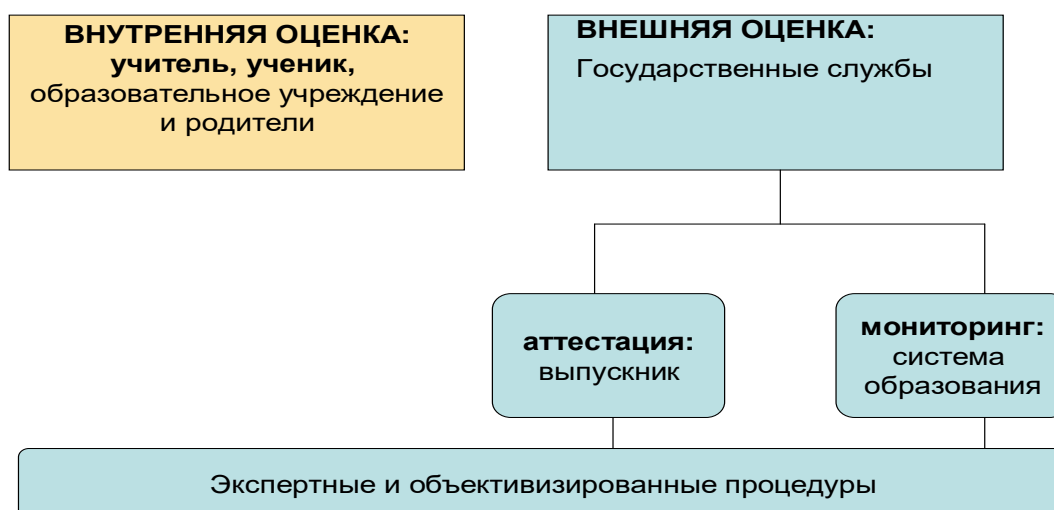 ВНУТРЕННЯЯ ОЦЕНКА:
учитель, ученик,
образовательное учреждение
и родители
ВНЕШНЯЯ ОЦЕНКА:
Государственные службы
аттестация:
выпускник
мониторинг:
система
образования
Экспертные и объективизированные процедуры